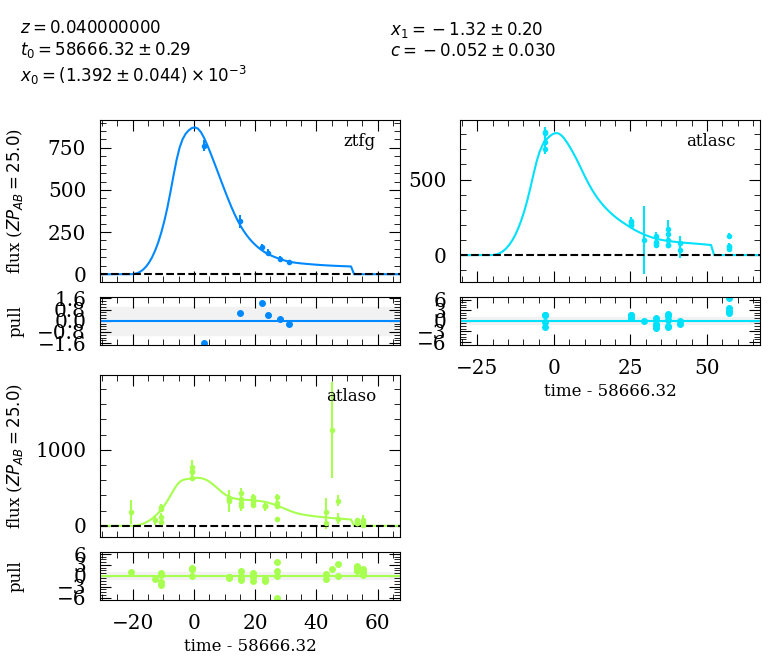 z = 0.040000000
t₀ = 58666.32 ± 0.29
x₀ = (1.392 ± 0.044) × 10⁻³
x₁ = −1.32 ± 0.20
c = −0.052 ± 0.030
ztfg
750
500
250
0
flux (ZP_AB = 25.0)
1.6
0.8
0.0
−0.8
−1.6
pull
atlasc
500
0
6
3
0
−3
−6
−25 0 25 50
time - 58666.32
atlaso
1000
0
flux (ZP_AB = 25.0)
6
3
0
−3
−6
pull
−20 0 20 40 60
time - 58666.32